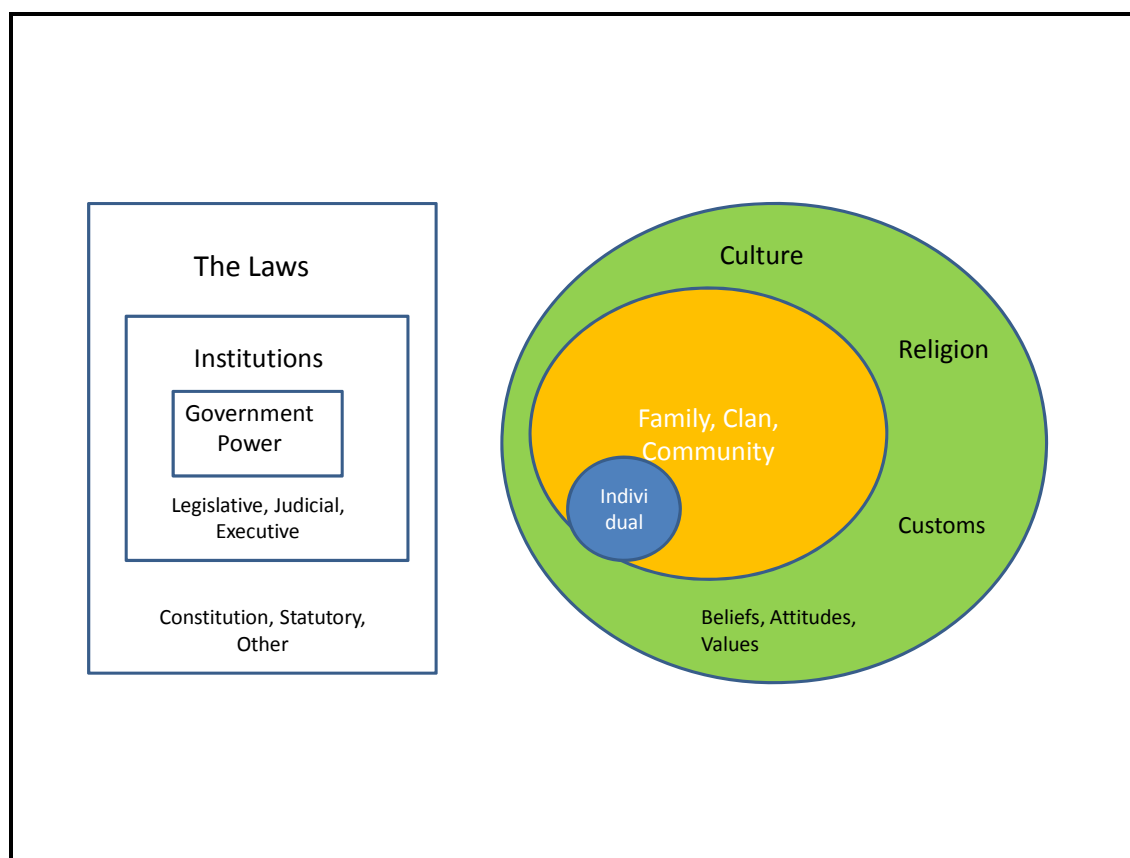 The Laws
Institutions
Government
Power
Legislative, Judicial,
Executive
Constitution, Statutory,
Other
Culture
Religion
Family, Clan,
Community
Indivi
dual
Customs
Beliefs, Attitudes,
Values